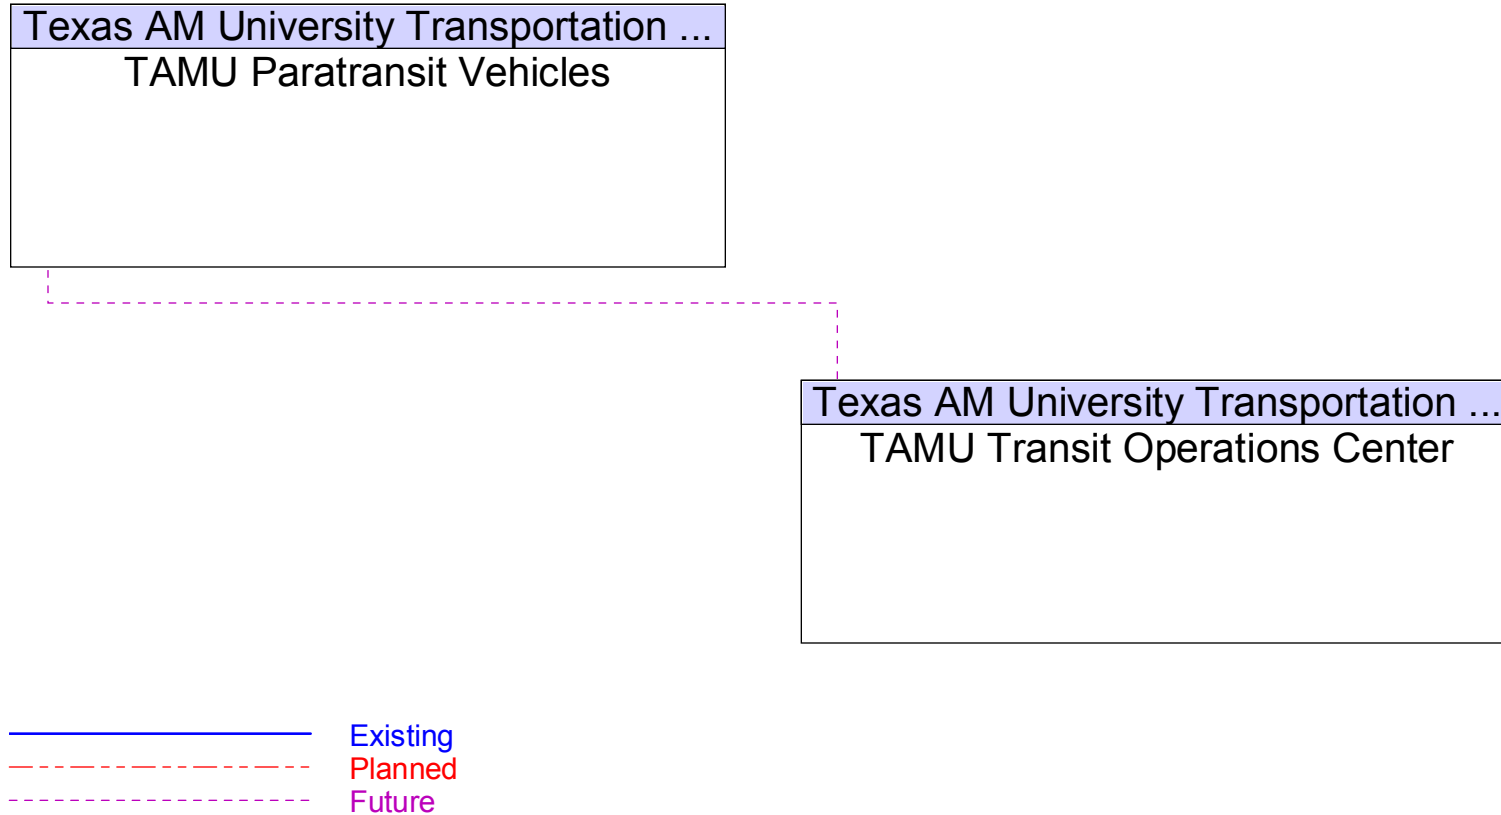 Texas AM University Transportation ...
TAMU Paratransit Vehicles
Texas AM University Transportation ...
TAMU Transit Operations Center
Existing
Planned
Future